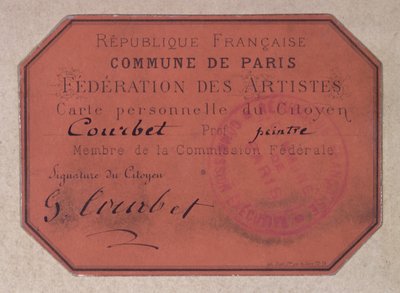 RÉPUBLIQUE FRANÇAISE
COMMUNE DE PARIS
FÉDÉRATION DES ARTISTES
Carte personnelle du Citoyen
Courbet Prof peintre
Membre de la Commission Fédérale
Signature du Citoyen
G. Courbet